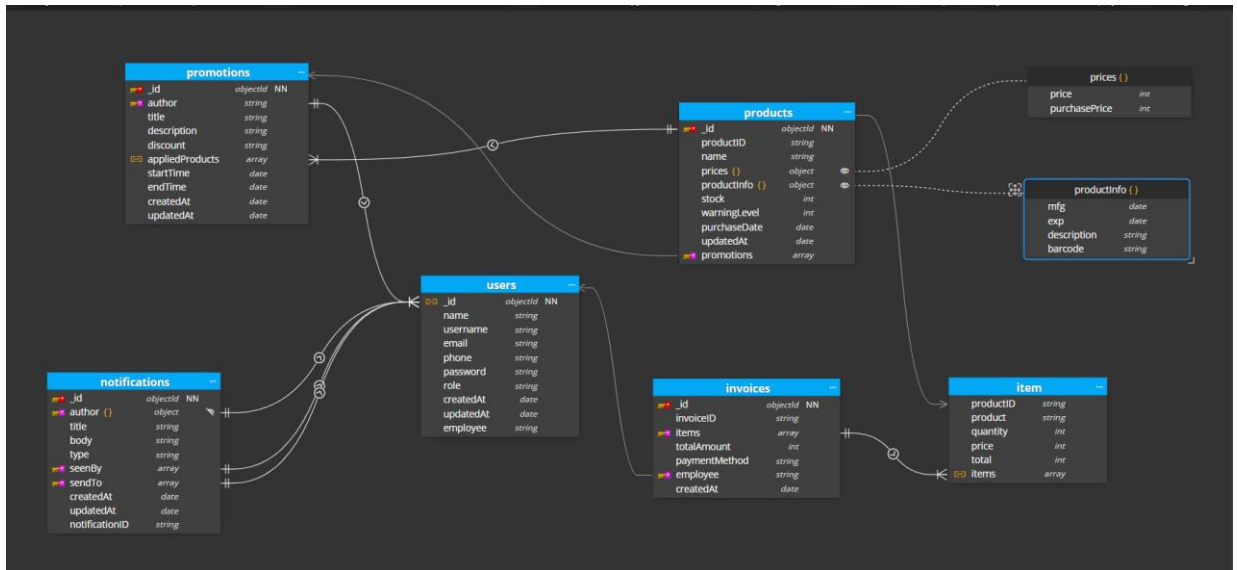 promotions ...
_id objectId NN
author string
title string
description string
discount string
appliedProducts array
startTime date
endTime date
createdAt date
updatedAt date
products ...
_id objectId NN
productID string
name string
prices {} object
productInfo {} object
stock int
warningLevel int
purchaseDate date
updatedAt date
promotions array
prices {}
price int
purchasePrice int
productInfo {}
mfg date
exp date
description string
barcode string
users ...
_id objectId NN
name string
username string
email string
phone string
password string
role string
createdAt date
updatedAt date
employee string
notifications ...
_id objectId NN
author {} object
title string
body string
type string
seenBy array
sendTo array
createdAt date
updatedAt date
notificationID string
invoices ...
_id objectId NN
invoiceID string
items array
totalAmount int
paymentMethod string
employee string
createdAt date
item ...
productID string
product string
quantity int
price int
total int
items array